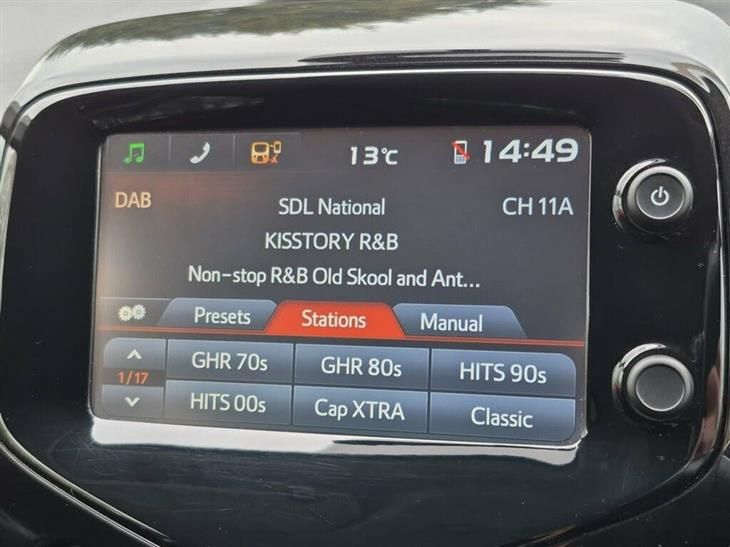 13°C
14:49
DAB
SDL National
CH 11A
KISSTORY R&B
Non-stop R&B Old Skool and Ant...
Presets
Stations
Manual
1/17
GHR 70s
GHR 80s
HITS 90s
HITS 00s
Cap XTRA
Classic